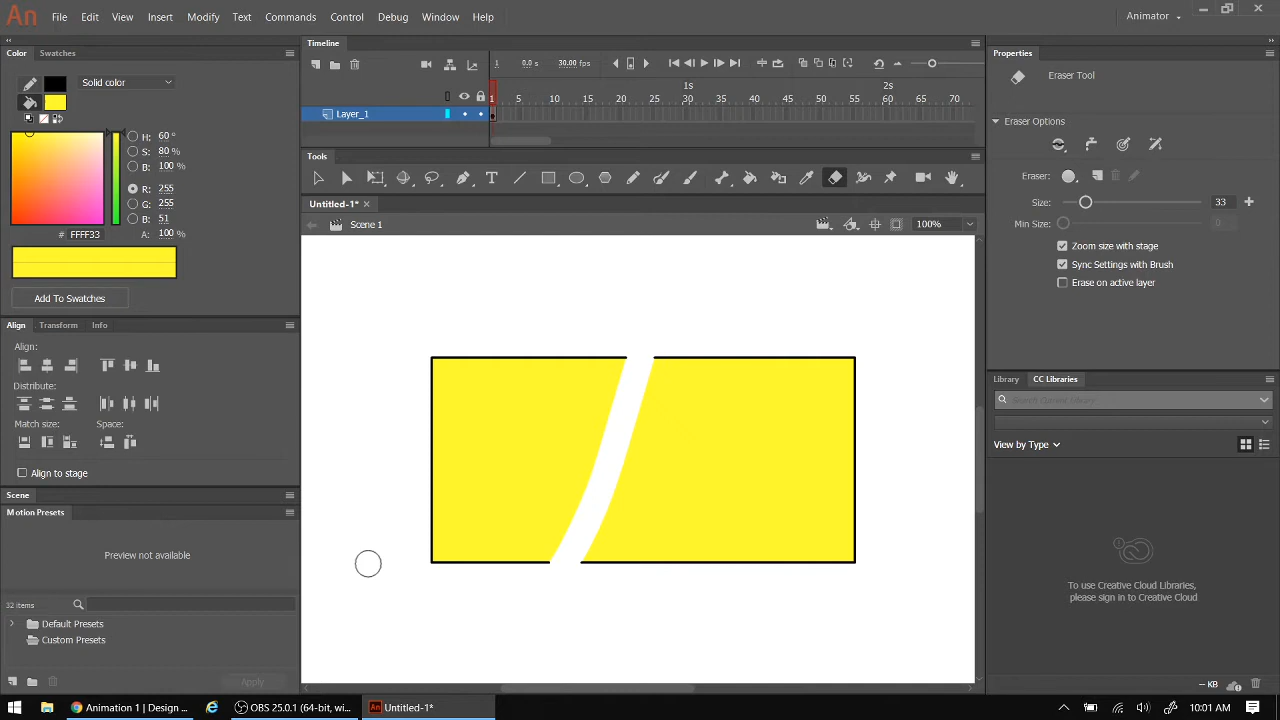 An File Edit View Insert Modify Text Commands Control Debug Window Help Animator
Color Swatches
Solid color
H: 60 °
S: 80 %
B: 100 %
R: 255
G: 255
B: 51
# FFFF33 A: 100 %
Add To Swatches
Align Transform Info
Align:
Distribute:
Match size: Space:
Align to stage
Scene
Motion Presets
Preview not available
32 items
Default Presets
Custom Presets
Apply
Timeline
1 0.0 s 30.00 fps
1s 2s
1 5 10 15 20 25 30 35 40 45 50 55 60 65 70
Layer_1
Tools
Untitled-1* ×
Scene 1 100%
Properties
Eraser Tool
Eraser Options
Eraser:
Size: 33
Min Size: 0
Zoom size with stage
Sync Settings with Brush
Erase on active layer
Library CC Libraries
Search Current Library
View by Type
To use Creative Cloud Libraries,
please sign in to Creative Cloud
-- KB
Animation 1 | Design ... OBS 25.0.1 (64-bit, wi... An Untitled-1* 10:01 AM